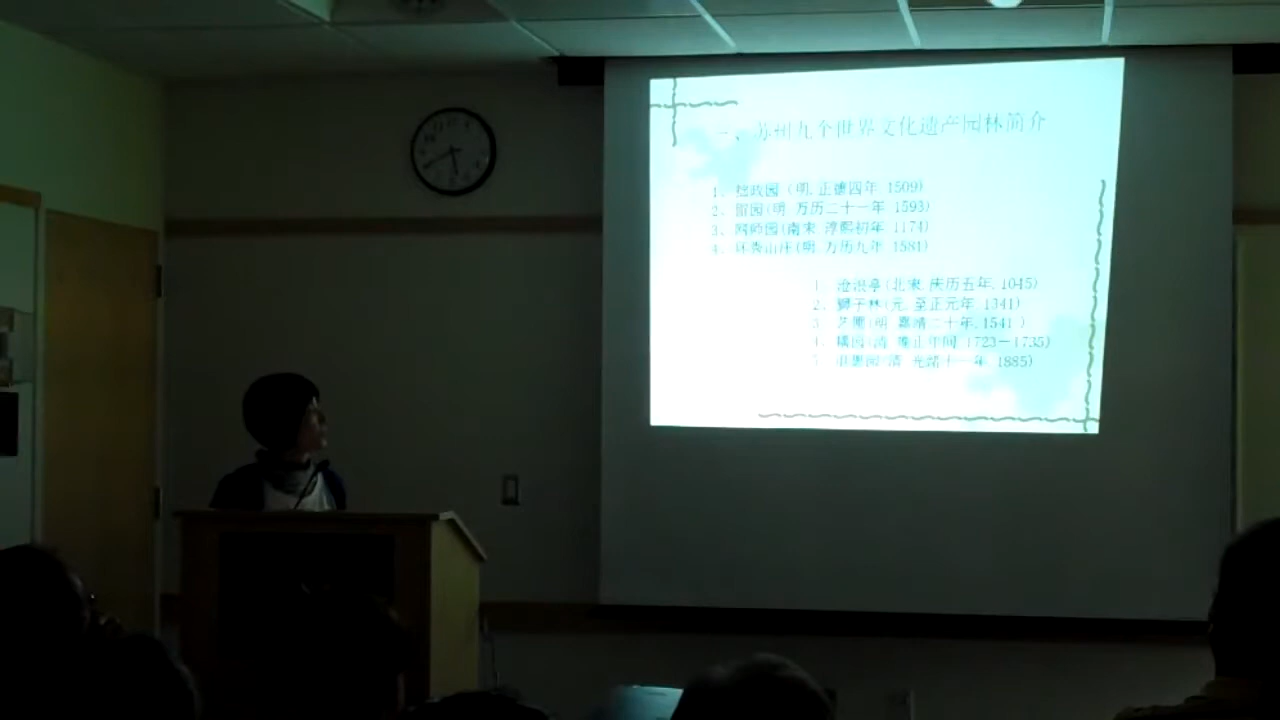 一、苏州九个世界文化遗产园林简介
1、拙政园 (明.正德四年 1509)
2、留园(明 万历二十一年 1593)
3、网师园(南宋 淳熙初年 1174)
4、环秀山庄(明 万历九年 1581)
1、沧浪亭(北宋.庆历五年.1045)
2、狮子林(元.至正元年 1341)
3、艺圃(明 嘉靖二十年.1541 )
4、耦园(清 雍正年间 1723－1735)
5、退思园(清 光绪十一年 1885)